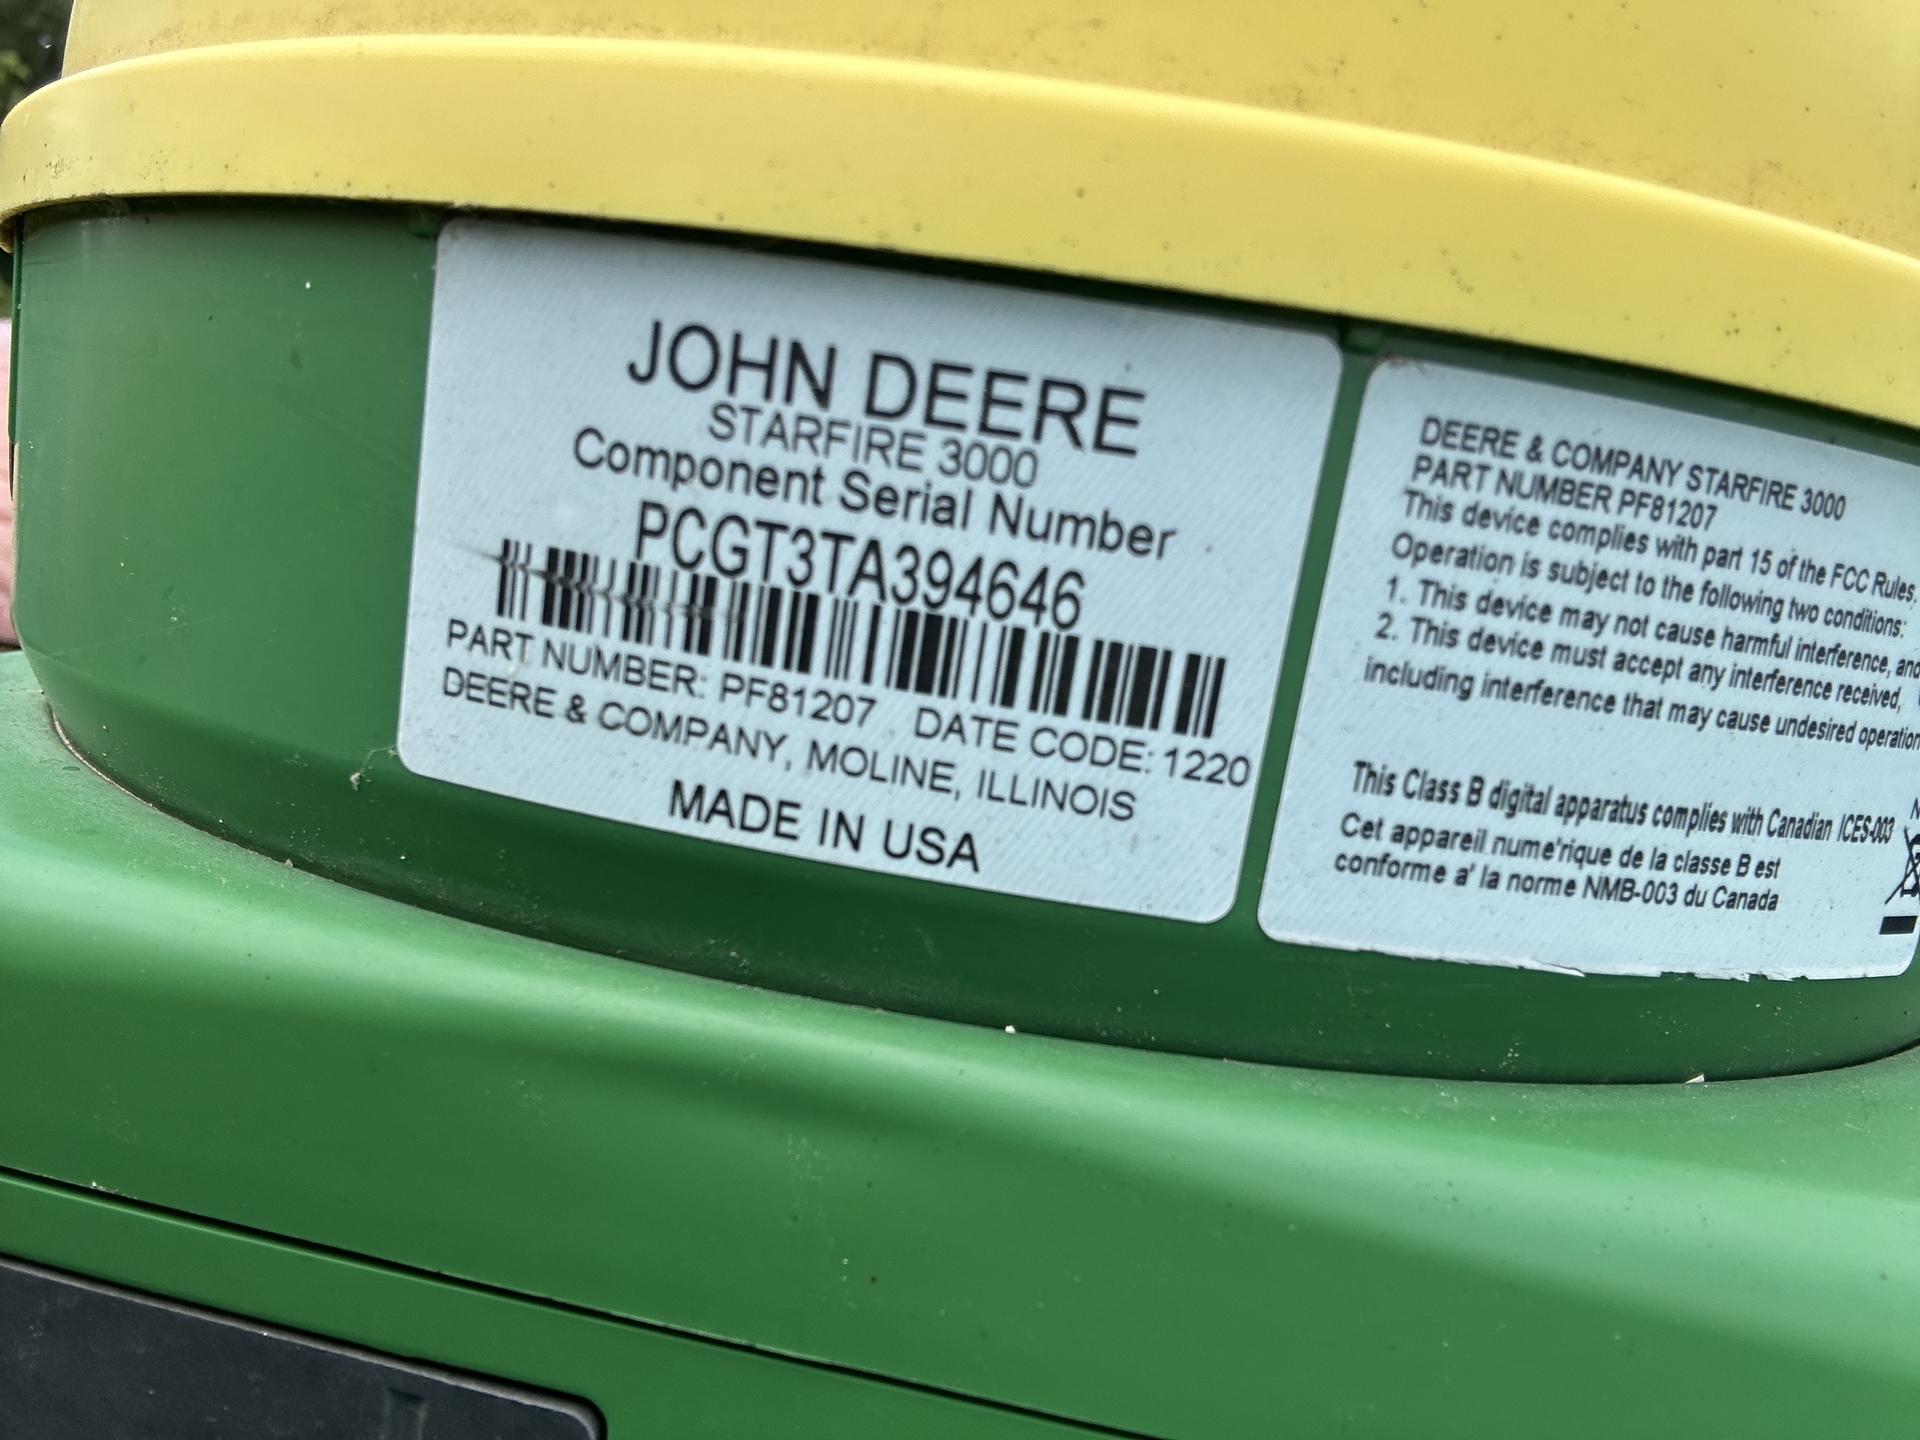 JOHN DEERE
STARFIRE 3000
Component Serial Number
PCGT3TA394646
PART NUMBER: PF81207 DATE CODE: 1220
DEERE & COMPANY, MOLINE, ILLINOIS
MADE IN USA
DEERE & COMPANY STARFIRE 3000
PART NUMBER PF81207
This device complies with part 15 of the FCC Rules.
Operation is subject to the following two conditions:
1. This device may not cause harmful interference, and
2. This device must accept any interference received,
including interference that may cause undesired operation
This Class B digital apparatus complies with Canadian ICES-003
Cet appareil nume'rique de la classe B est
conforme a' la norme NMB-003 du Canada